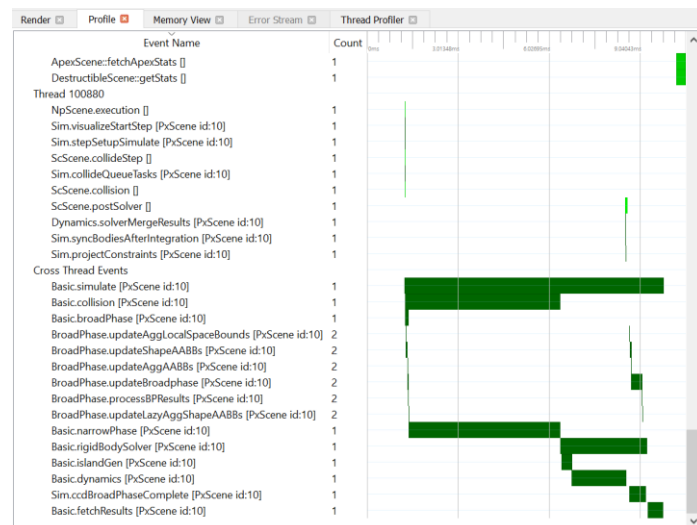 Render Profile Memory View Error Stream Thread Profiler
Event Name Count 0ms 3.01348ms 6.04043ms
ApexScene::fetchApexStats [] 1
DestructibleScene::getStats [] 1
Thread 100880
NpScene.execution [] 1
Sim.visualizeStartStep [PxScene id:10] 1
Sim.stepSetupSimulate [PxScene id:10] 1
ScScene.collideStep [] 1
Sim.collideQueueTasks [PxScene id:10] 1
ScScene.collision [] 1
ScScene.postSolver [] 1
Dynamics.solverMergeResults [PxScene id:10] 1
Sim.syncBodiesAfterIntegration [PxScene id:10] 1
Sim.projectConstraints [PxScene id:10] 1
Cross Thread Events
Basic.simulate [PxScene id:10] 1
Basic.collision [PxScene id:10] 1
Basic.broadPhase [PxScene id:10] 1
BroadPhase.updateAggLocalSpaceBounds [PxScene id:10] 2
BroadPhase.updateShapeAABBs [PxScene id:10] 2
BroadPhase.updateAggAABBs [PxScene id:10] 2
BroadPhase.updateBroadphase [PxScene id:10] 2
BroadPhase.processBPResults [PxScene id:10] 2
BroadPhase.updateLazyAggShapeAABBs [PxScene id:10] 2
Basic.narrowPhase [PxScene id:10] 1
Basic.rigidBodySolver [PxScene id:10] 1
Basic.islandGen [PxScene id:10] 1
Basic.dynamics [PxScene id:10] 1
Sim.ccdBroadPhaseComplete [PxScene id:10] 1
Basic.fetchResults [PxScene id:10] 1